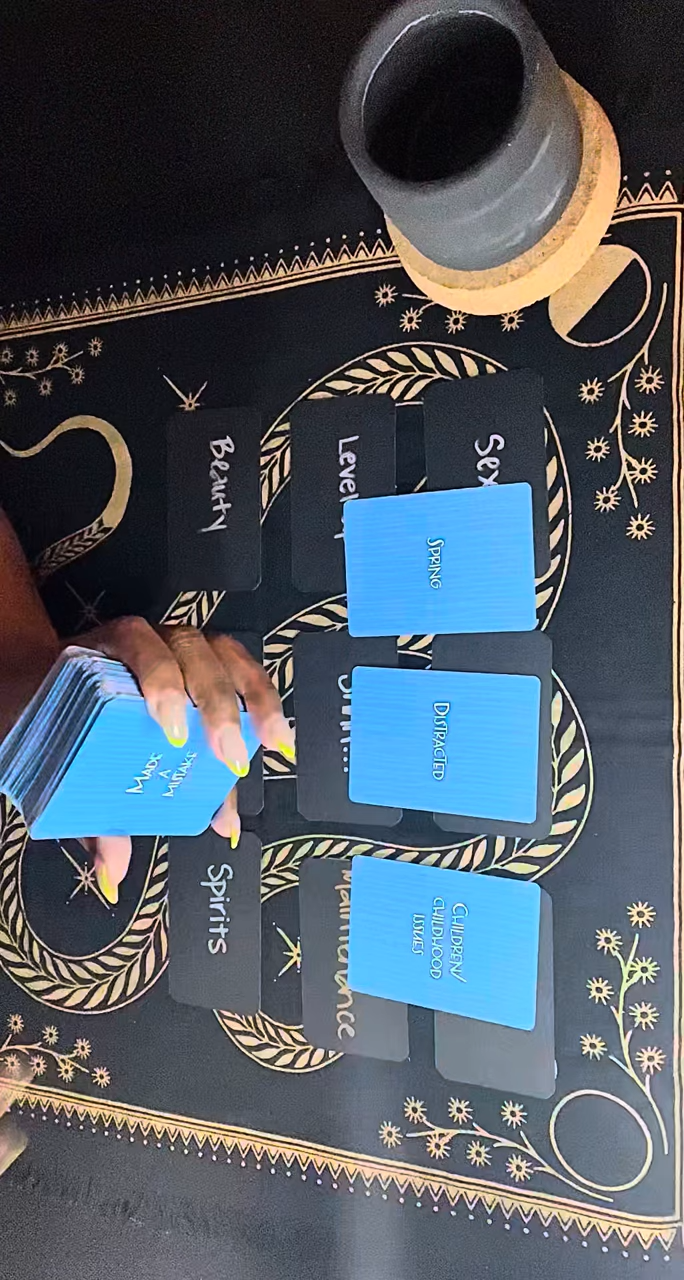 Sex
SPRING
DISTRACTED
CHILDREN/
CHILDHOOD
ISSUES
Level
Beauty
Spirits
MADE
A
MISTAKE